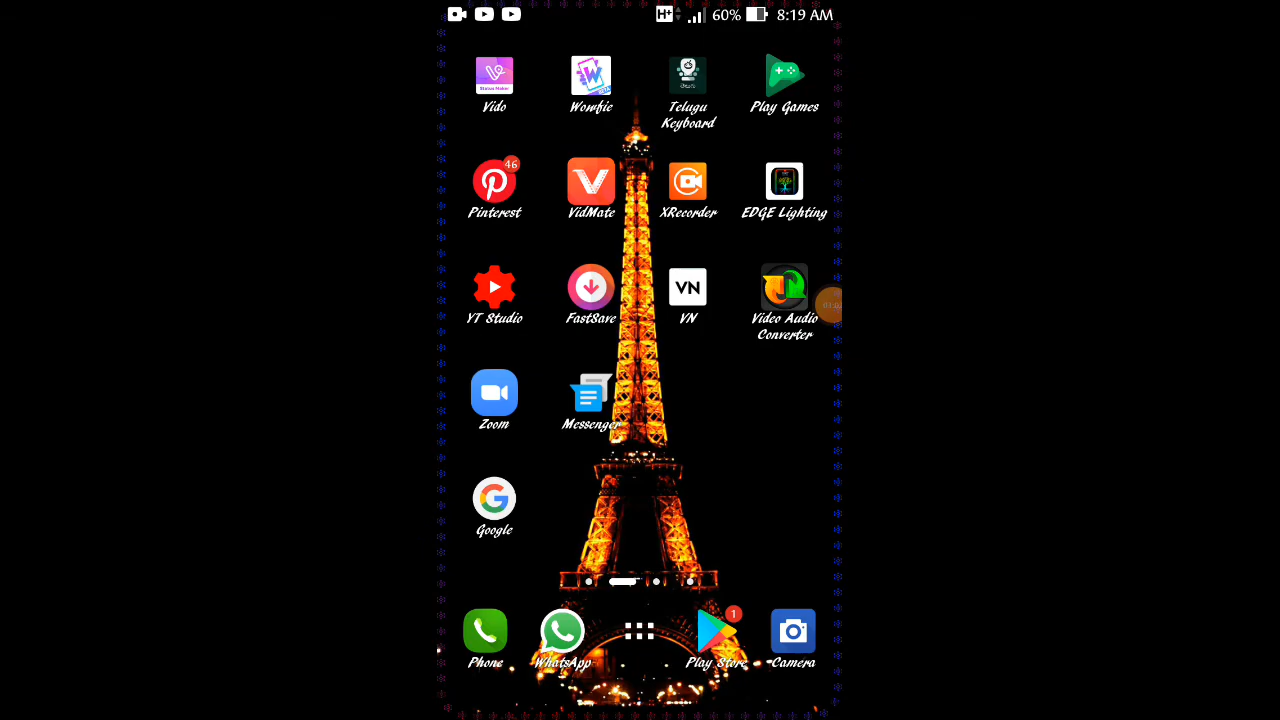 H+ 60% 8:19 AM
Vido
Wowfie
Telugu
Keyboard
Play Games
46
Pinterest
VidMate
XRecorder
EDGE Lighting
YT Studio
FastSave
VN
VN
Video Audio
Converter
Zoom
Messenger
Google
1
Phone
WhatsApp
Play Store
Camera